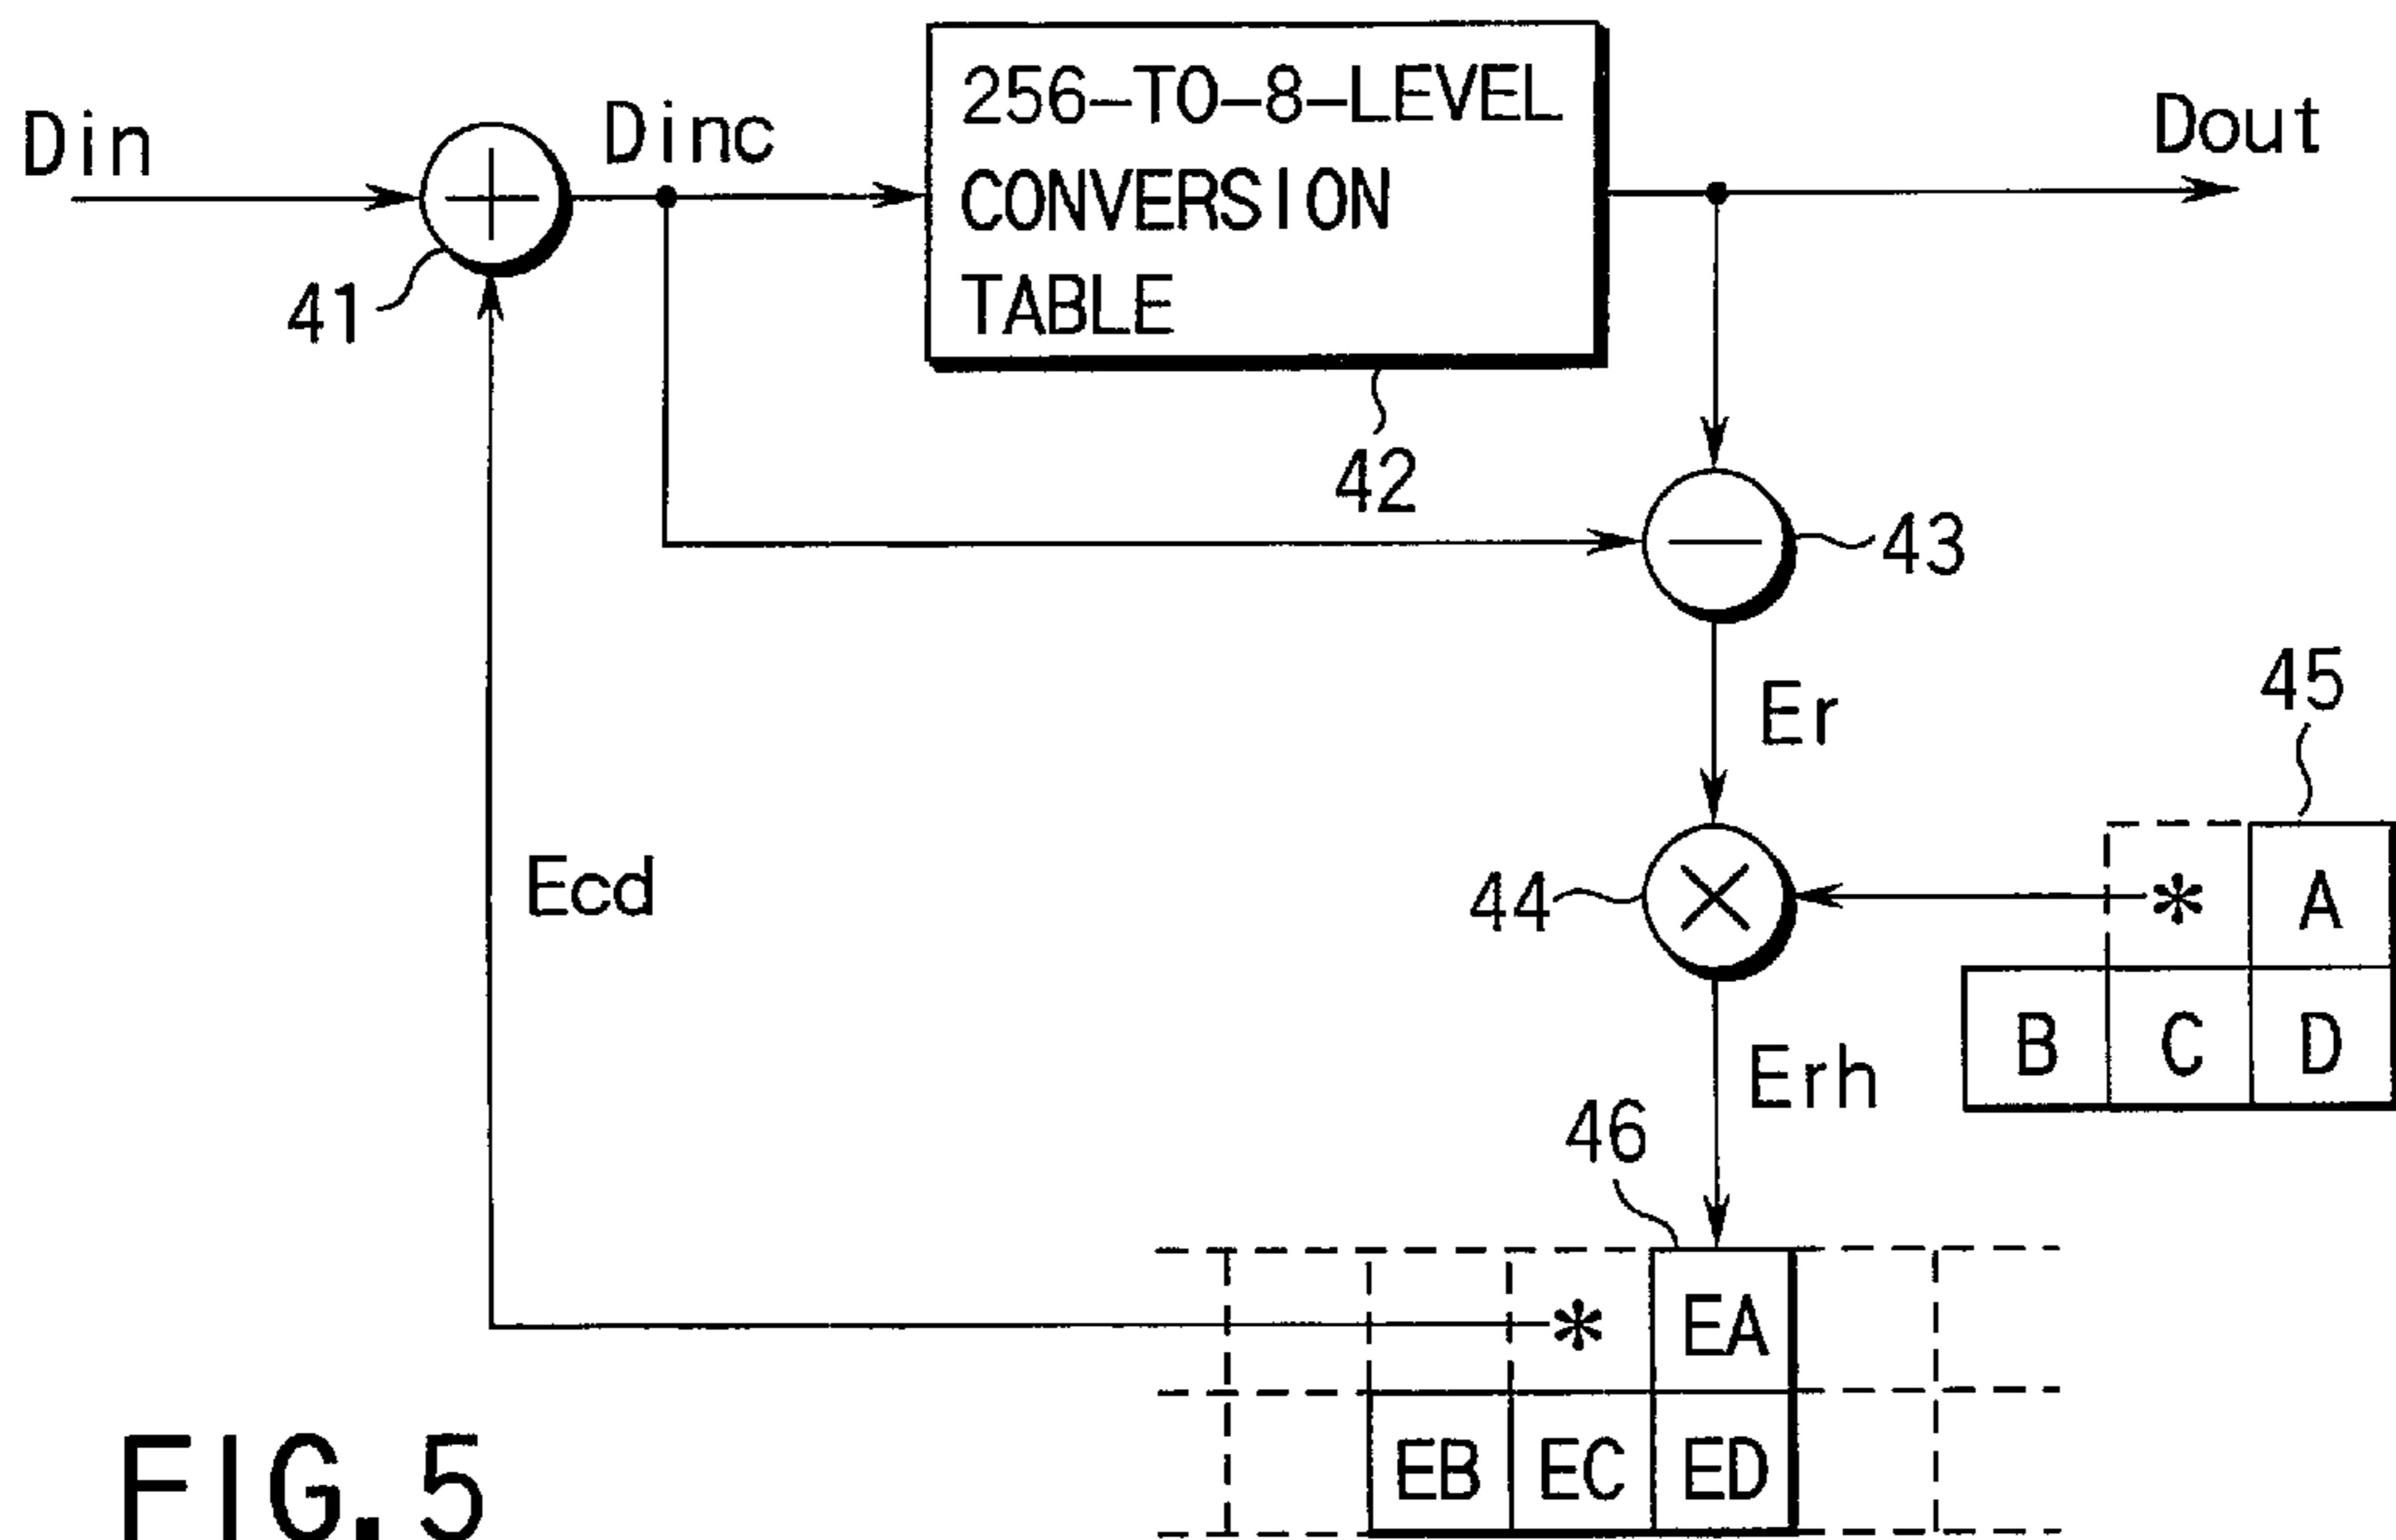 Din
Dinc
256-TO-8-LEVEL
CONVERSION
TABLE
Dout
41
42
43
Er
45
Ecd
44
* A
B C D
Erh
46
* EA
EB EC ED
FIG. 5